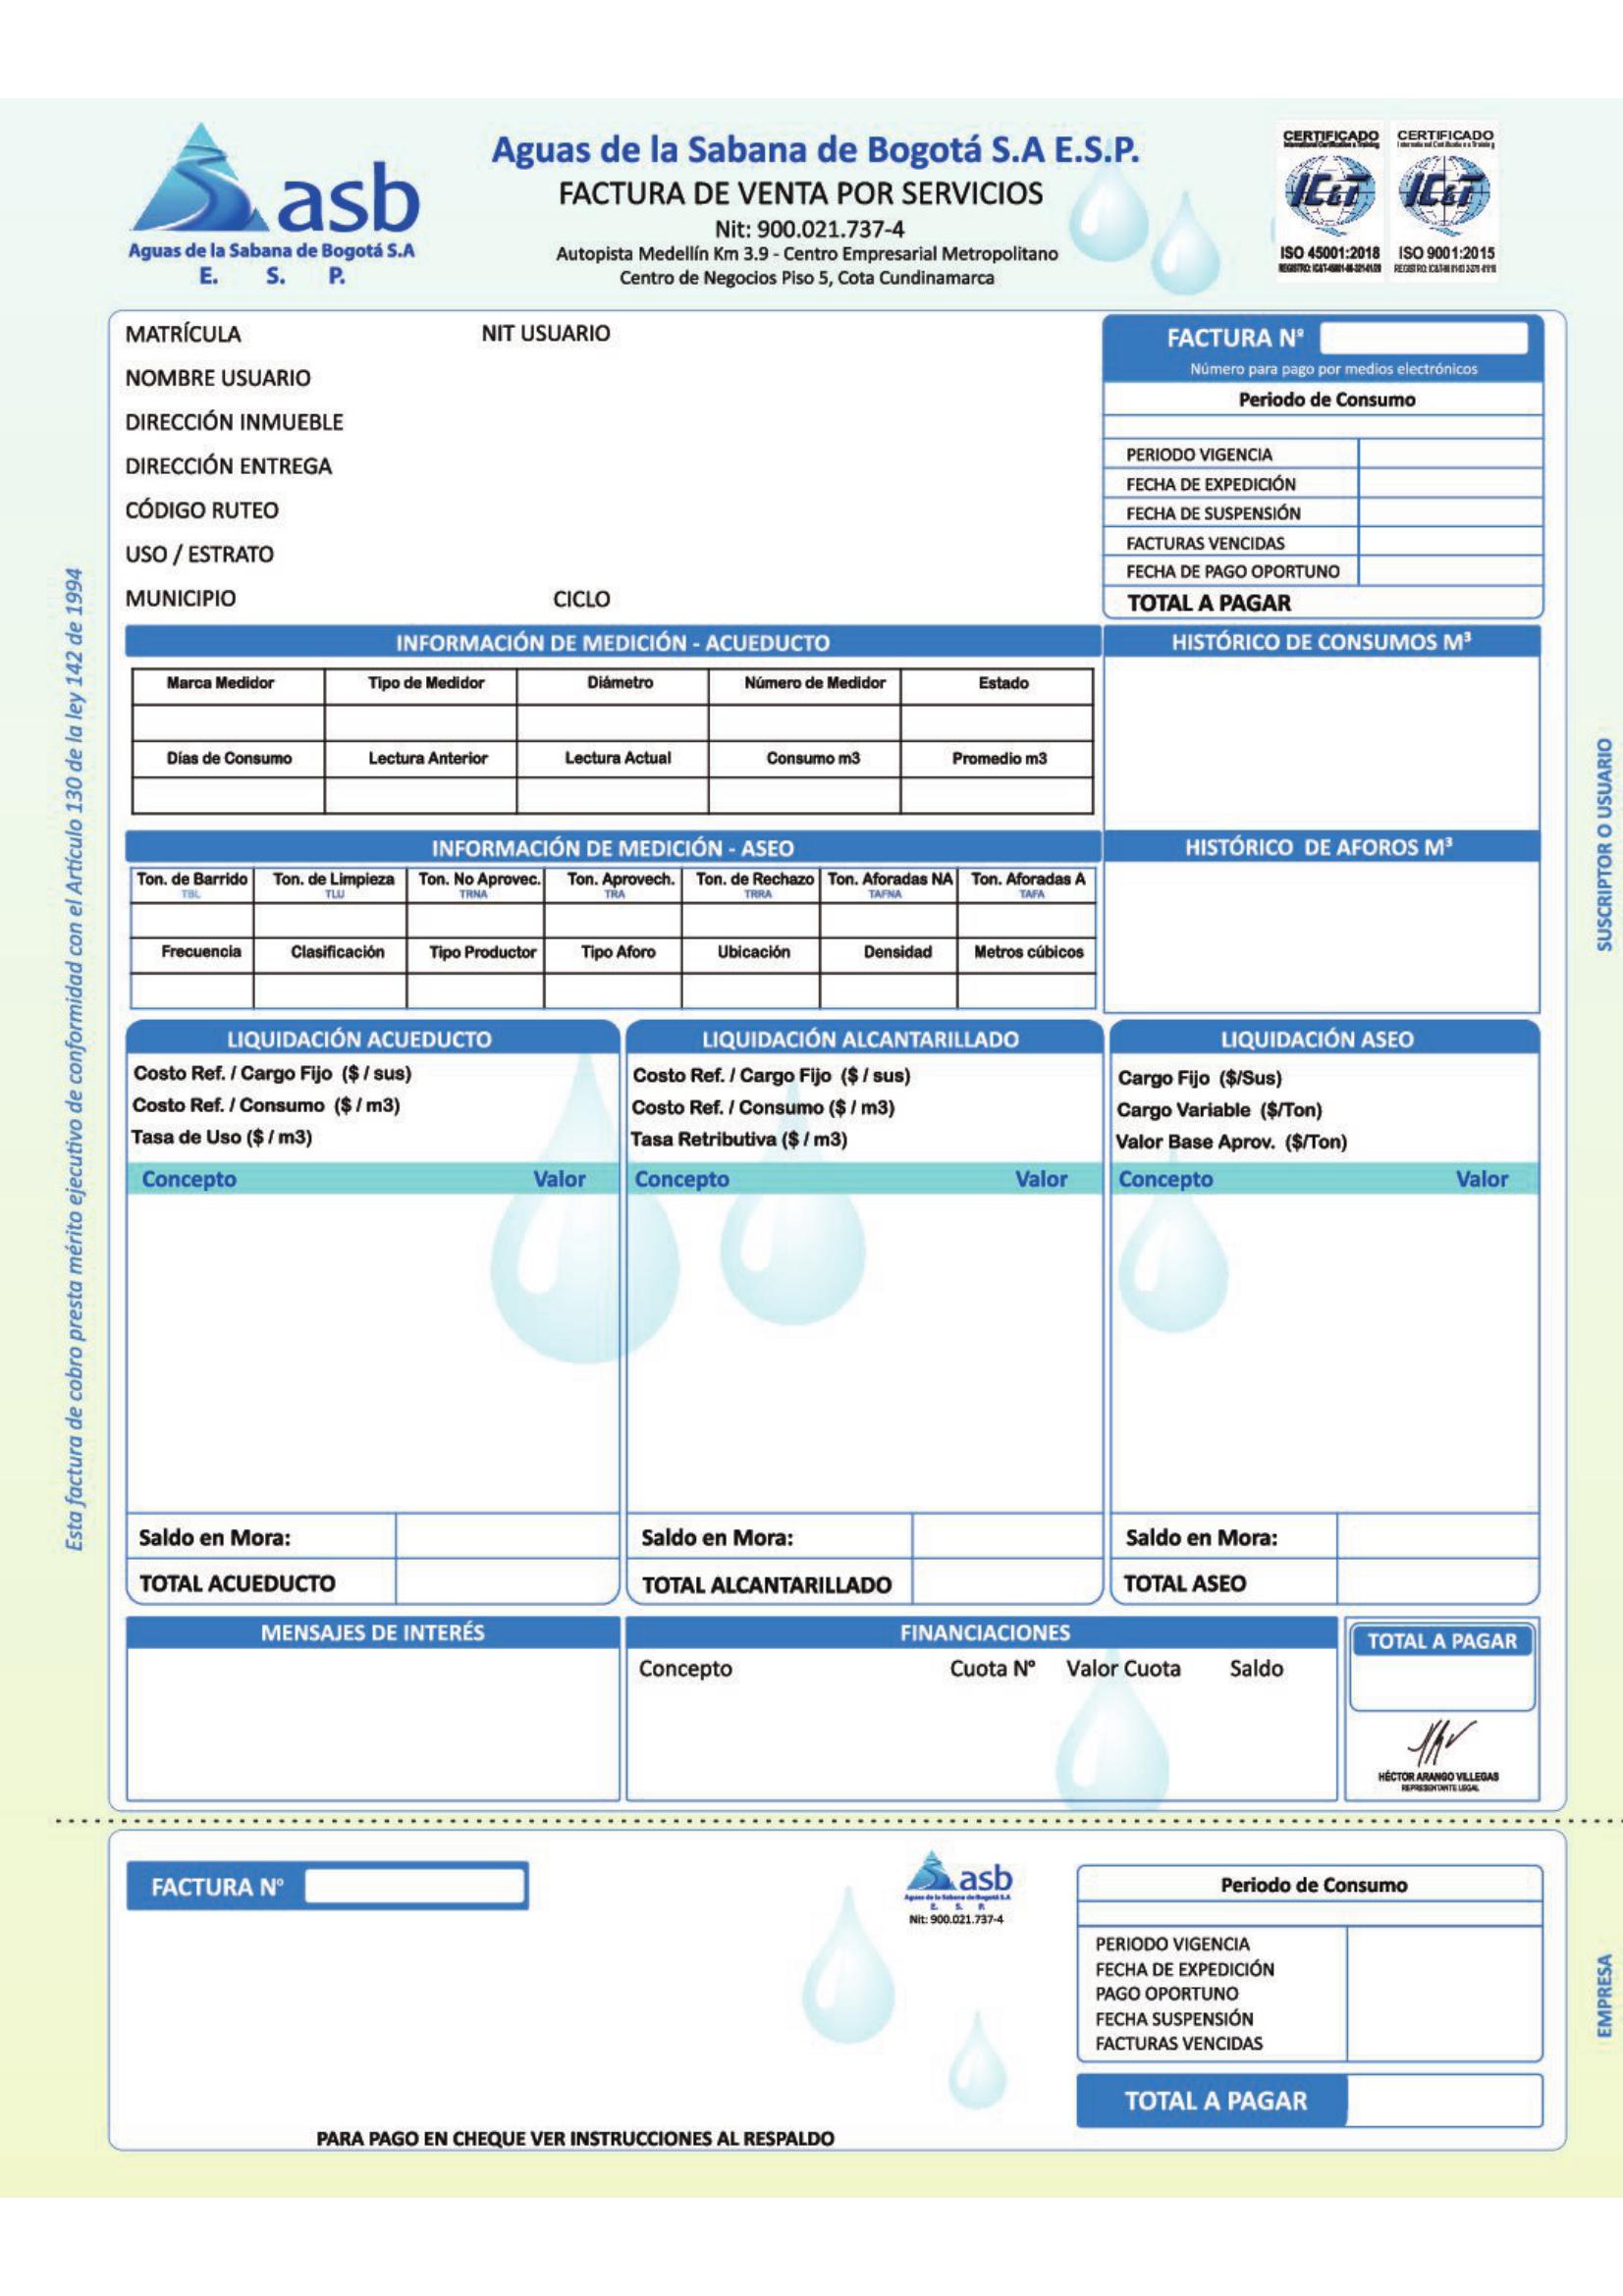 asb
Aguas de la Sabana de Bogotá S.A
E. S. P.
Aguas de la Sabana de Bogotá S.A E.S.P.
FACTURA DE VENTA POR SERVICIOS
Nit: 900.021.737-4
Autopista Medellín Km 3.9 - Centro Empresarial Metropolitano
Centro de Negocios Piso 5, Cota Cundinamarca
CERTIFICADO CERTIFICADO
IC&T IC&T
ISO 45001:2018 ISO 9001:2015
MATRÍCULA NIT USUARIO
NOMBRE USUARIO
DIRECCIÓN INMUEBLE
DIRECCIÓN ENTREGA
CÓDIGO RUTEO
USO / ESTRATO
MUNICIPIO CICLO
FACTURA Nº
Número para pago por medios electrónicos
Periodo de Consumo
PERIODO VIGENCIA
FECHA DE EXPEDICIÓN
FECHA DE SUSPENSIÓN
FACTURAS VENCIDAS
FECHA DE PAGO OPORTUNO
TOTAL A PAGAR
INFORMACIÓN DE MEDICIÓN - ACUEDUCTO
Marca Medidor Tipo de Medidor Diámetro Número de Medidor Estado
Días de Consumo Lectura Anterior Lectura Actual Consumo m3 Promedio m3
HISTÓRICO DE CONSUMOS M³
INFORMACIÓN DE MEDICIÓN - ASEO
Ton. de Barrido Ton. de Limpieza Ton. No Aprovec. Ton. Aprovech. Ton. de Rechazo Ton. Aforadas NA Ton. Aforadas A
TBL TLU TRNA TRA TRRA TAFNA TAFA
Frecuencia Clasificación Tipo Productor Tipo Aforo Ubicación Densidad Metros cúbicos
HISTÓRICO DE AFOROS M³
LIQUIDACIÓN ACUEDUCTO
Costo Ref. / Cargo Fijo ($ / sus)
Costo Ref. / Consumo ($ / m3)
Tasa de Uso ($ / m3)
Concepto Valor
Saldo en Mora:
TOTAL ACUEDUCTO
LIQUIDACIÓN ALCANTARILLADO
Costo Ref. / Cargo Fijo ($ / sus)
Costo Ref. / Consumo ($ / m3)
Tasa Retributiva ($ / m3)
Concepto Valor
Saldo en Mora:
TOTAL ALCANTARILLADO
LIQUIDACIÓN ASEO
Cargo Fijo ($/Sus)
Cargo Variable ($/Ton)
Valor Base Aprov. ($/Ton)
Concepto Valor
Saldo en Mora:
TOTAL ASEO
MENSAJES DE INTERÉS
FINANCIACIONES
Concepto Cuota Nº Valor Cuota Saldo
TOTAL A PAGAR
HÉCTOR ARANGO VILLEGAS
REPRESENTANTE LEGAL
Esta factura de cobro presta mérito ejecutivo de conformidad con el Artículo 130 de la ley 142 de 1994
SUSCRIPTOR O USUARIO
FACTURA Nº
asb
Aguas de la Sabana de Bogotá S.A
E. S. P.
Nit: 900.021.737-4
Periodo de Consumo
PERIODO VIGENCIA
FECHA DE EXPEDICIÓN
PAGO OPORTUNO
FECHA SUSPENSIÓN
FACTURAS VENCIDAS
TOTAL A PAGAR
PARA PAGO EN CHEQUE VER INSTRUCCIONES AL RESPALDO
EMPRESA